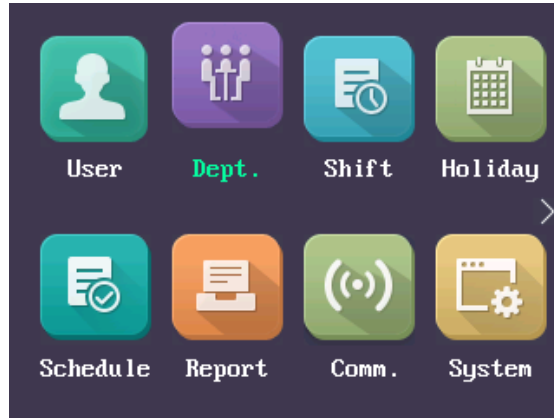 User Dept. Shift Holiday
Schedule Report Comm. System